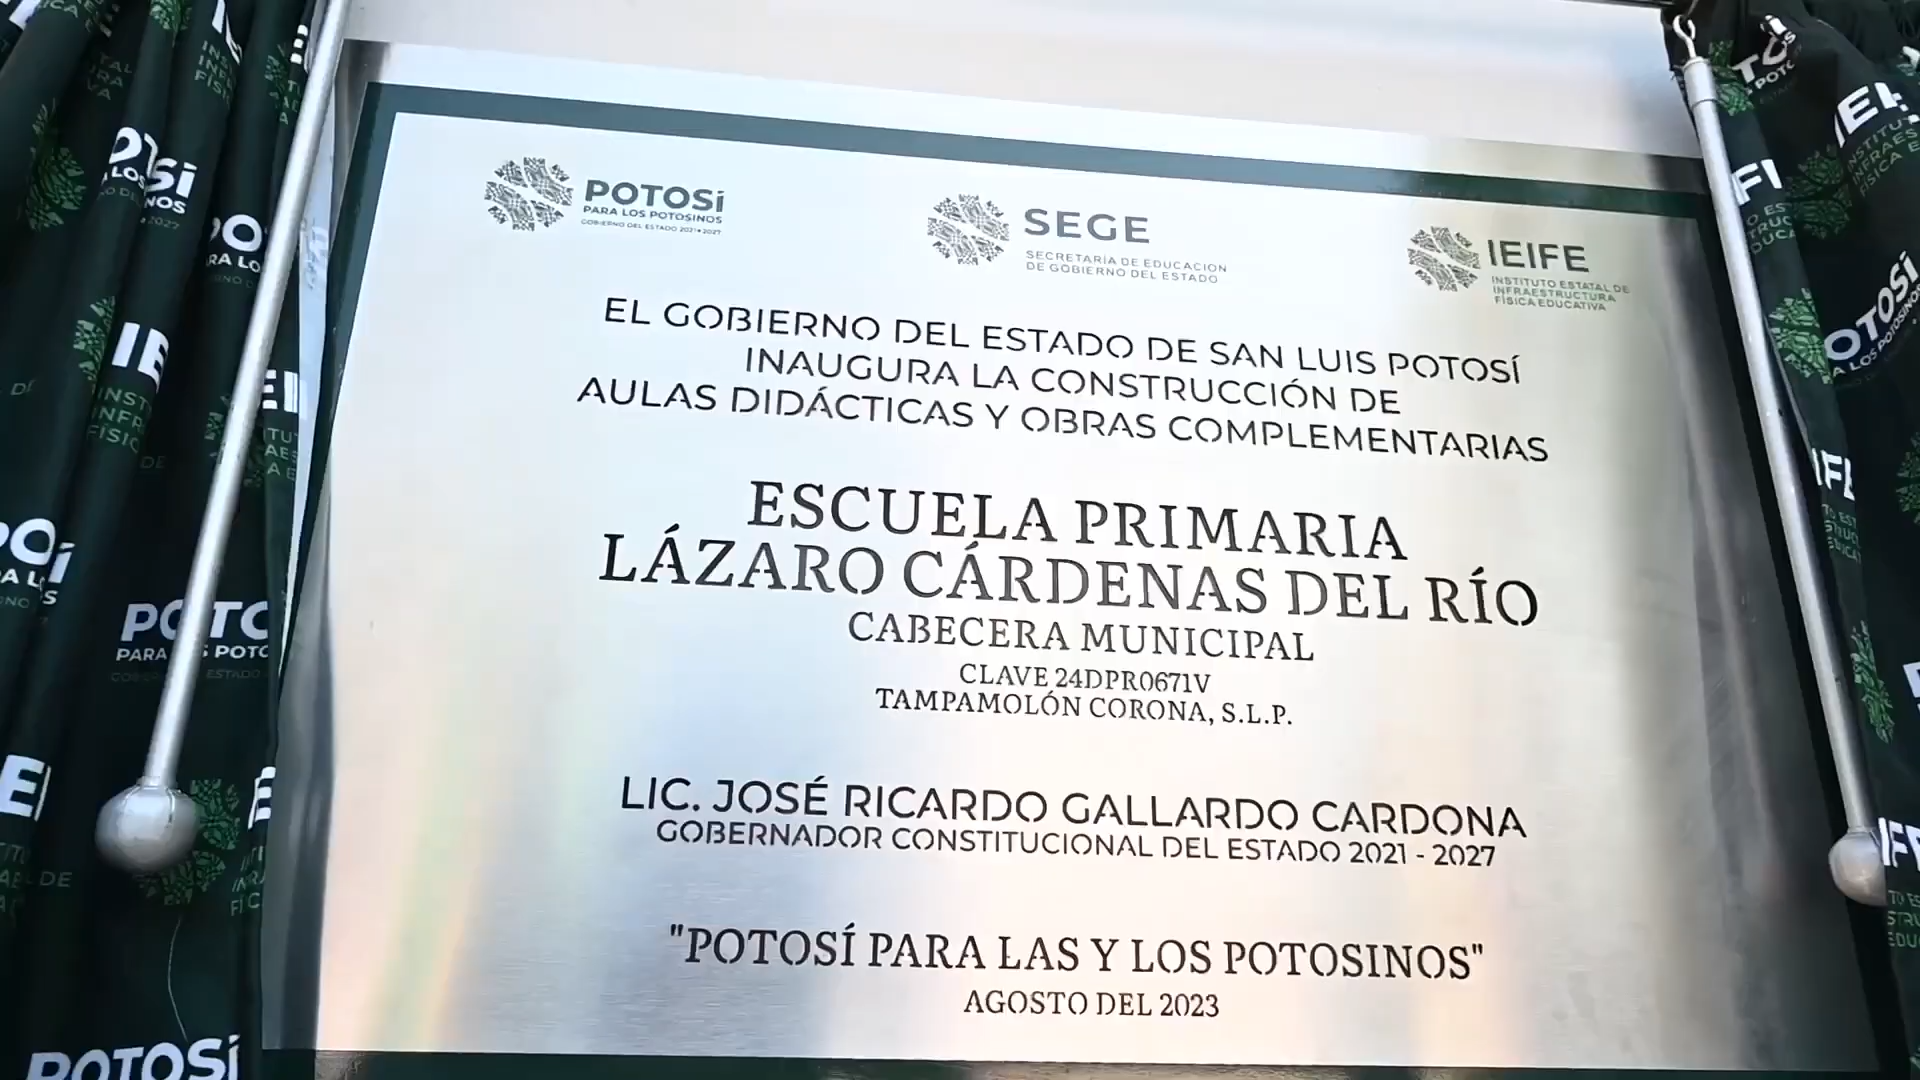 POTOSÍ
PARA LOS POTOSINOS
GOBIERNO DEL ESTADO 2021•2027
SEGE
SECRETARÍA DE EDUCACION
DE GOBIERNO DEL ESTADO
IEIFE
INSTITUTO ESTATAL DE
INFRAESTRUCTURA
FÍSICA EDUCATIVA
EL GOBIERNO DEL ESTADO DE SAN LUIS POTOSÍ
INAUGURA LA CONSTRUCCIÓN DE
AULAS DIDÁCTICAS Y OBRAS COMPLEMENTARIAS
ESCUELA PRIMARIA
LÁZARO CÁRDENAS DEL RÍO
CABECERA MUNICIPAL
CLAVE 24DPR0671V
TAMPAMOLÓN CORONA, S.L.P.
LIC. JOSÉ RICARDO GALLARDO CARDONA
GOBERNADOR CONSTITUCIONAL DEL ESTADO 2021 - 2027
"POTOSÍ PARA LAS Y LOS POTOSINOS"
AGOSTO DEL 2023
POTOSÍ